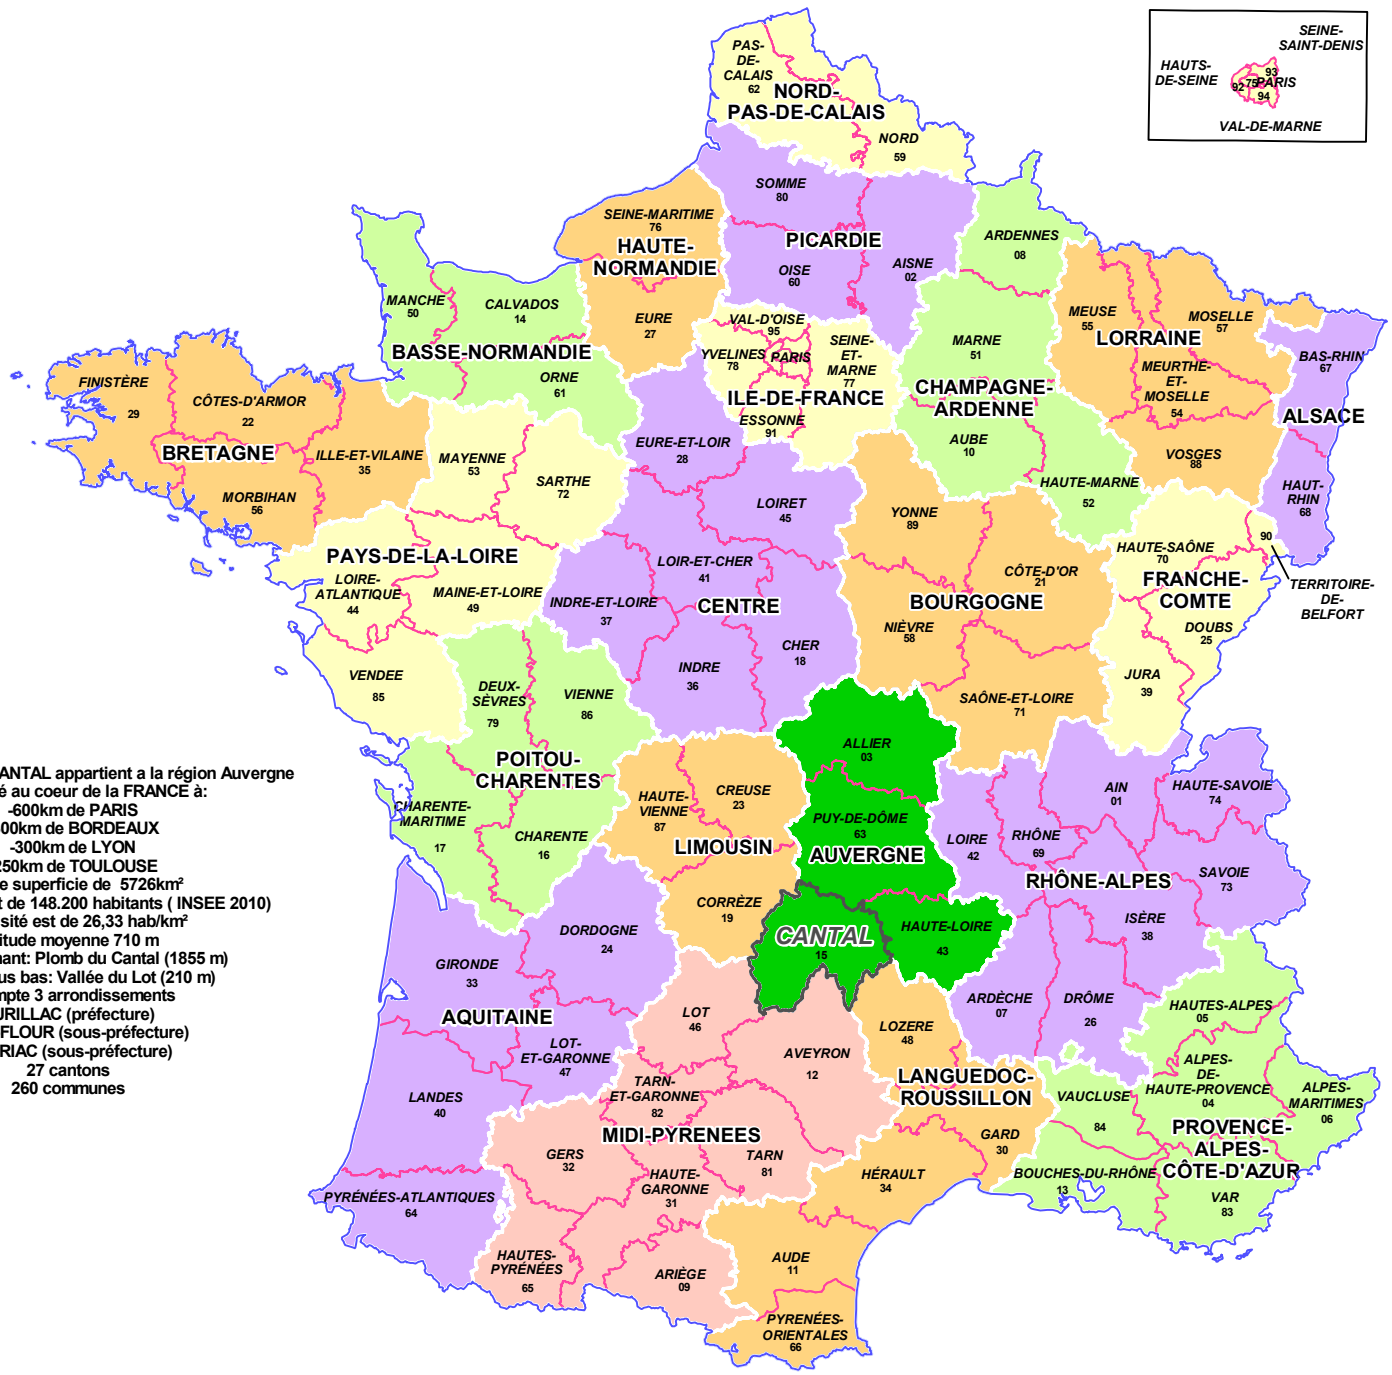 SEINE-
SAINT-DENIS
HAUTS-
DE-SEINE
93
92
75
PARIS
94
VAL-DE-MARNE
PAS-
DE-
CALAIS
62
NORD-
PAS-DE-CALAIS
NORD
59
SOMME
80
PICARDIE
OISE
60
AISNE
02
SEINE-MARITIME
76
HAUTE-
NORMANDIE
EURE
27
ARDENNES
08
MARNE
51
CHAMPAGNE-
ARDENNE
AUBE
10
HAUTE-MARNE
52
MEUSE
55
MOSELLE
57
LORRAINE
MEURTHE-
ET-
MOSELLE
54
VOSGES
88
BAS-RHIN
67
ALSACE
HAUT-
RHIN
68
MANCHE
50
CALVADOS
14
BASSE-NORMANDIE
ORNE
61
VAL-D'OISE
95
YVELINES
78
PARIS
SEINE-
ET-
MARNE
77
ILE-DE-FRANCE
ESSONNE
91
FINISTÈRE
29
CÔTES-D'ARMOR
22
BRETAGNE
ILLE-ET-VILAINE
35
MORBIHAN
56
MAYENNE
53
SARTHE
72
PAYS-DE-LA-LOIRE
LOIRE-
ATLANTIQUE
44
MAINE-ET-LOIRE
49
VENDEE
85
EURE-ET-LOIR
28
LOIRET
45
LOIR-ET-CHER
41
INDRE-ET-LOIRE
37
CENTRE
CHER
18
INDRE
36
YONNE
89
CÔTE-D'OR
21
BOURGOGNE
NIÈVRE
58
SAÔNE-ET-LOIRE
71
HAUTE-SAÔNE
70
90
TERRITOIRE-
DE-
BELFORT
FRANCHE-
COMTE
DOUBS
25
JURA
39
DEUX-
SÈVRES
79
VIENNE
86
POITOU-
CHARENTES
CHARENTE-
MARITIME
17
CHARENTE
16
HAUTE-
VIENNE
87
CREUSE
23
LIMOUSIN
CORRÈZE
19
ALLIER
03
PUY-DE-DÔME
63
AUVERGNE
CANTAL
15
HAUTE-LOIRE
43
AIN
01
HAUTE-SAVOIE
74
LOIRE
42
RHÔNE
69
RHÔNE-ALPES
SAVOIE
73
ISÈRE
38
ARDÈCHE
07
DRÔME
26
ANTAL appartient a la région Auvergne
é au coeur de la FRANCE à:
-600km de PARIS
00km de BORDEAUX
-300km de LYON
250km de TOULOUSE
e superficie de 5726km²
t de 148.200 habitants ( INSEE 2010)
sité est de 26,33 hab/km²
itude moyenne 710 m
nant: Plomb du Cantal (1855 m)
us bas: Vallée du Lot (210 m)
mpte 3 arrondissements
URILLAC (préfecture)
FLOUR (sous-préfecture)
RIAC (sous-préfecture)
27 cantons
260 communes
DORDOGNE
24
GIRONDE
33
AQUITAINE
LOT-
ET-GARONNE
47
LANDES
40
PYRÉNÉES-ATLANTIQUES
64
LOT
46
AVEYRON
12
TARN-
ET-GARONNE
82
MIDI-PYRENEES
GERS
32
TARN
81
HAUTE-
GARONNE
31
HAUTES-
PYRÉNÉES
65
ARIÈGE
09
LOZERE
48
LANGUEDOC-
ROUSSILLON
GARD
30
HÉRAULT
34
AUDE
11
PYRENÉES-
ORIENTALES
66
HAUTES-ALPES
05
ALPES-
DE-
HAUTE-PROVENCE
04
ALPES-
MARITIMES
06
VAUCLUSE
84
PROVENCE-
ALPES-
CÔTE-D'AZUR
BOUCHES-DU-RHÔNE
13
VAR
83